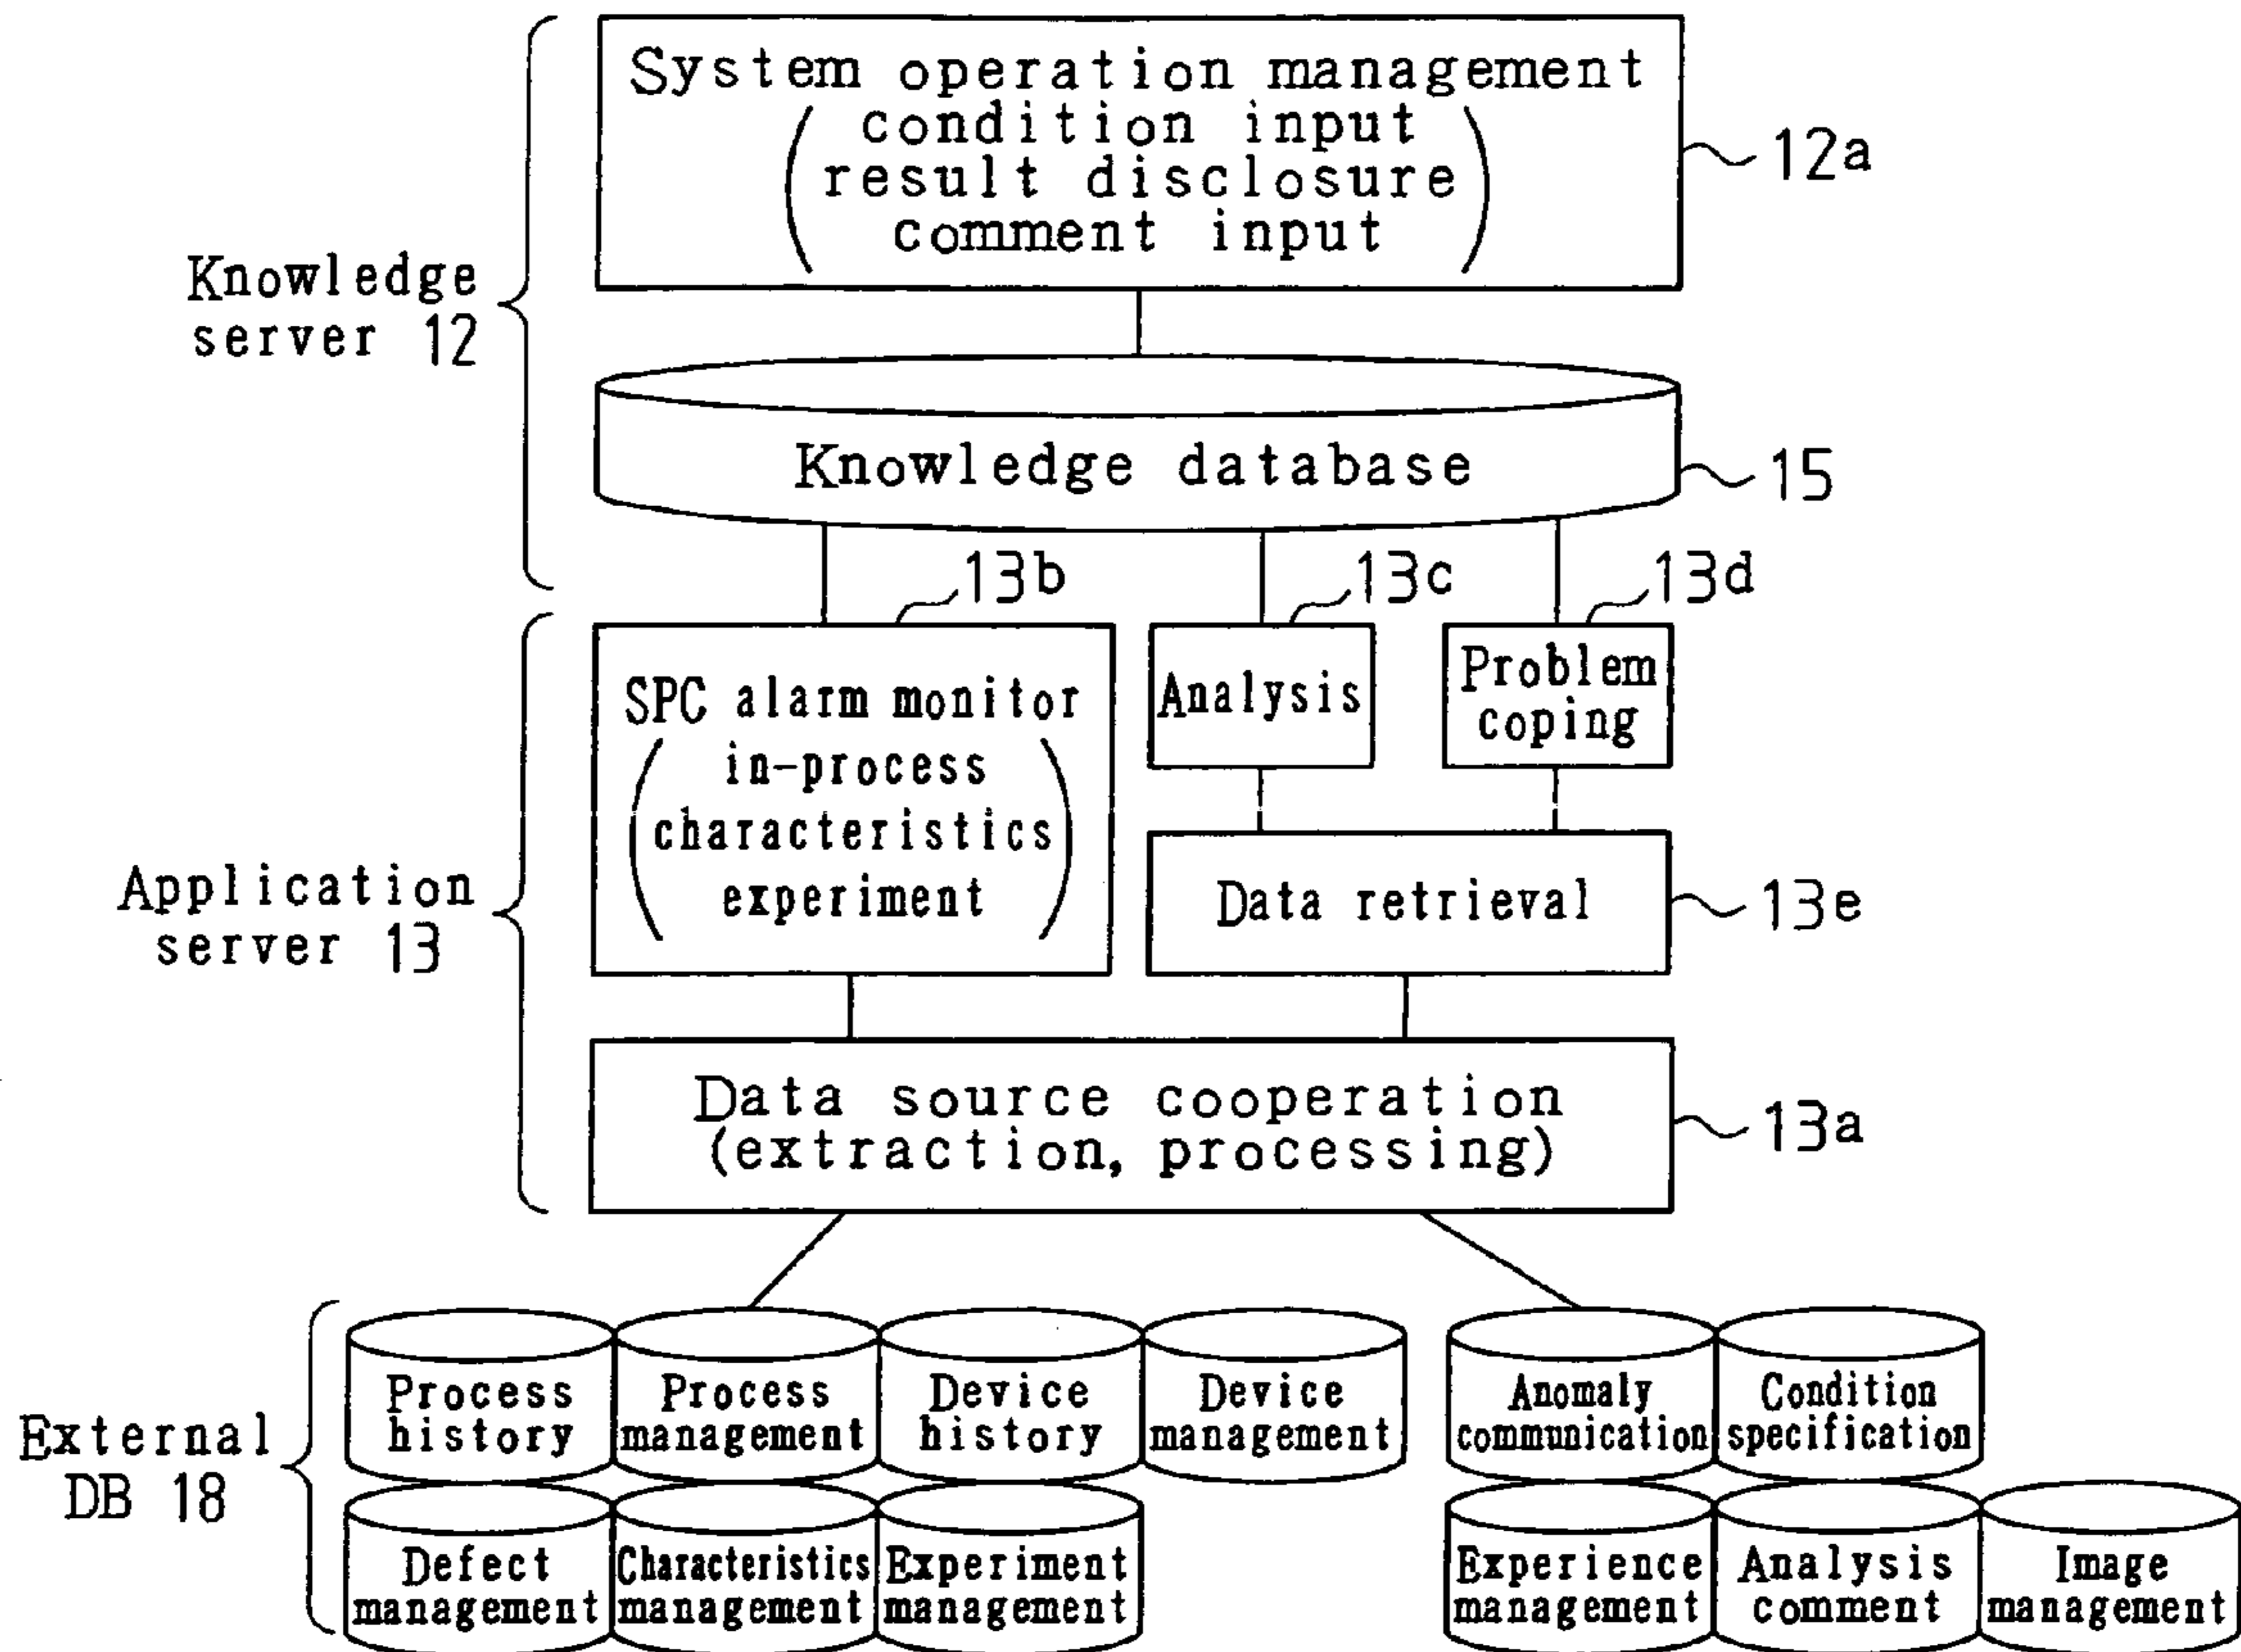 System operation management
condition input
result disclosure
comment input
12a
Knowledge
server 12
Knowledge database
15
13b
13c
13d
SPC alarm monitor
in-process
characteristics
experiment
Analysis
Problem
coping
Data retrieval
13e
Application
server 13
Data source cooperation
(extraction, processing)
13a
External
DB 18
Process
history
Process
management
Device
history
Device
management
Anomaly
communication
Condition
specification
Defect
management
Characteristics
management
Experiment
management
Experience
management
Analysis
comment
Image
management